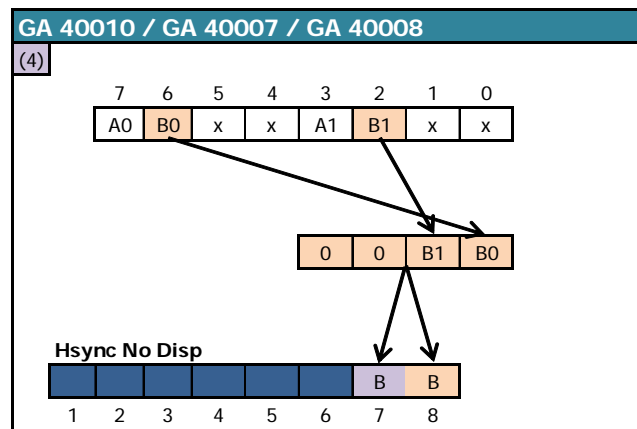 GA 40010 / GA 40007 / GA 40008
(4)
7 6 5 4 3 2 1 0
A0 B0 x x A1 B1 x x
0 0 B1 B0
Hsync No Disp
B B
1 2 3 4 5 6 7 8